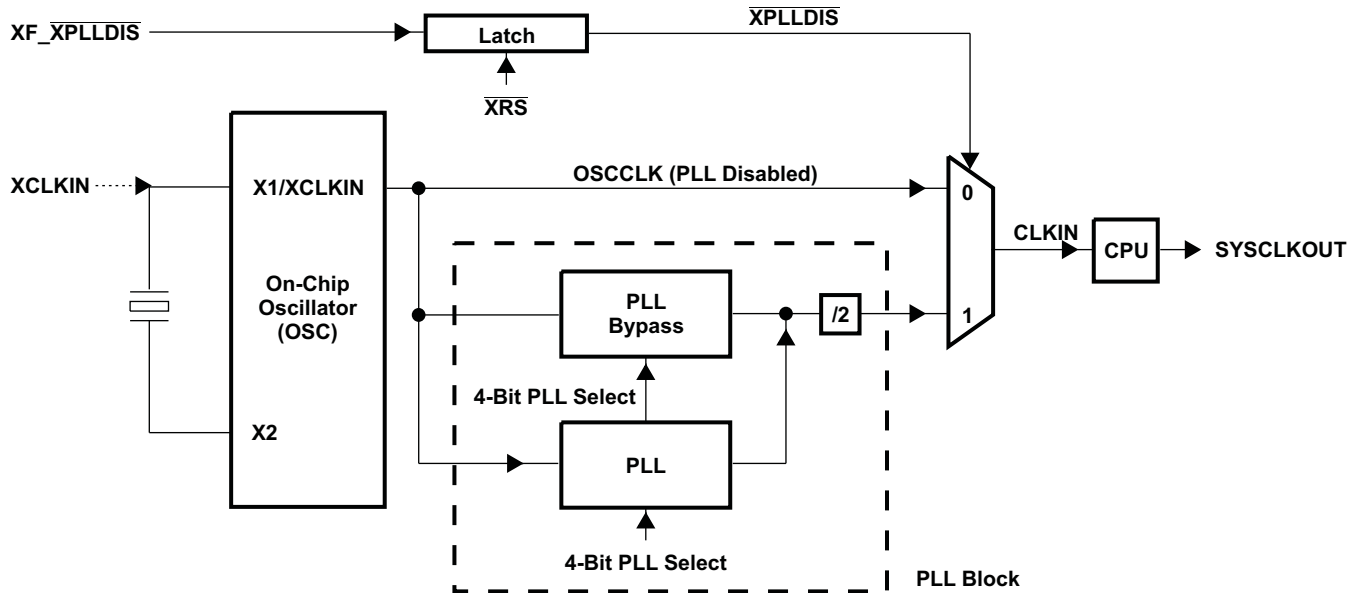 XF_XPLLDIS
Latch
XPLLDIS
XRS
XCLKIN
X1/XCLKIN
On-Chip
Oscillator
(OSC)
X2
OSCCLK (PLL Disabled)
0
1
CLKIN
CPU
SYSCLKOUT
PLL
Bypass
/2
4-Bit PLL Select
PLL
4-Bit PLL Select
PLL Block